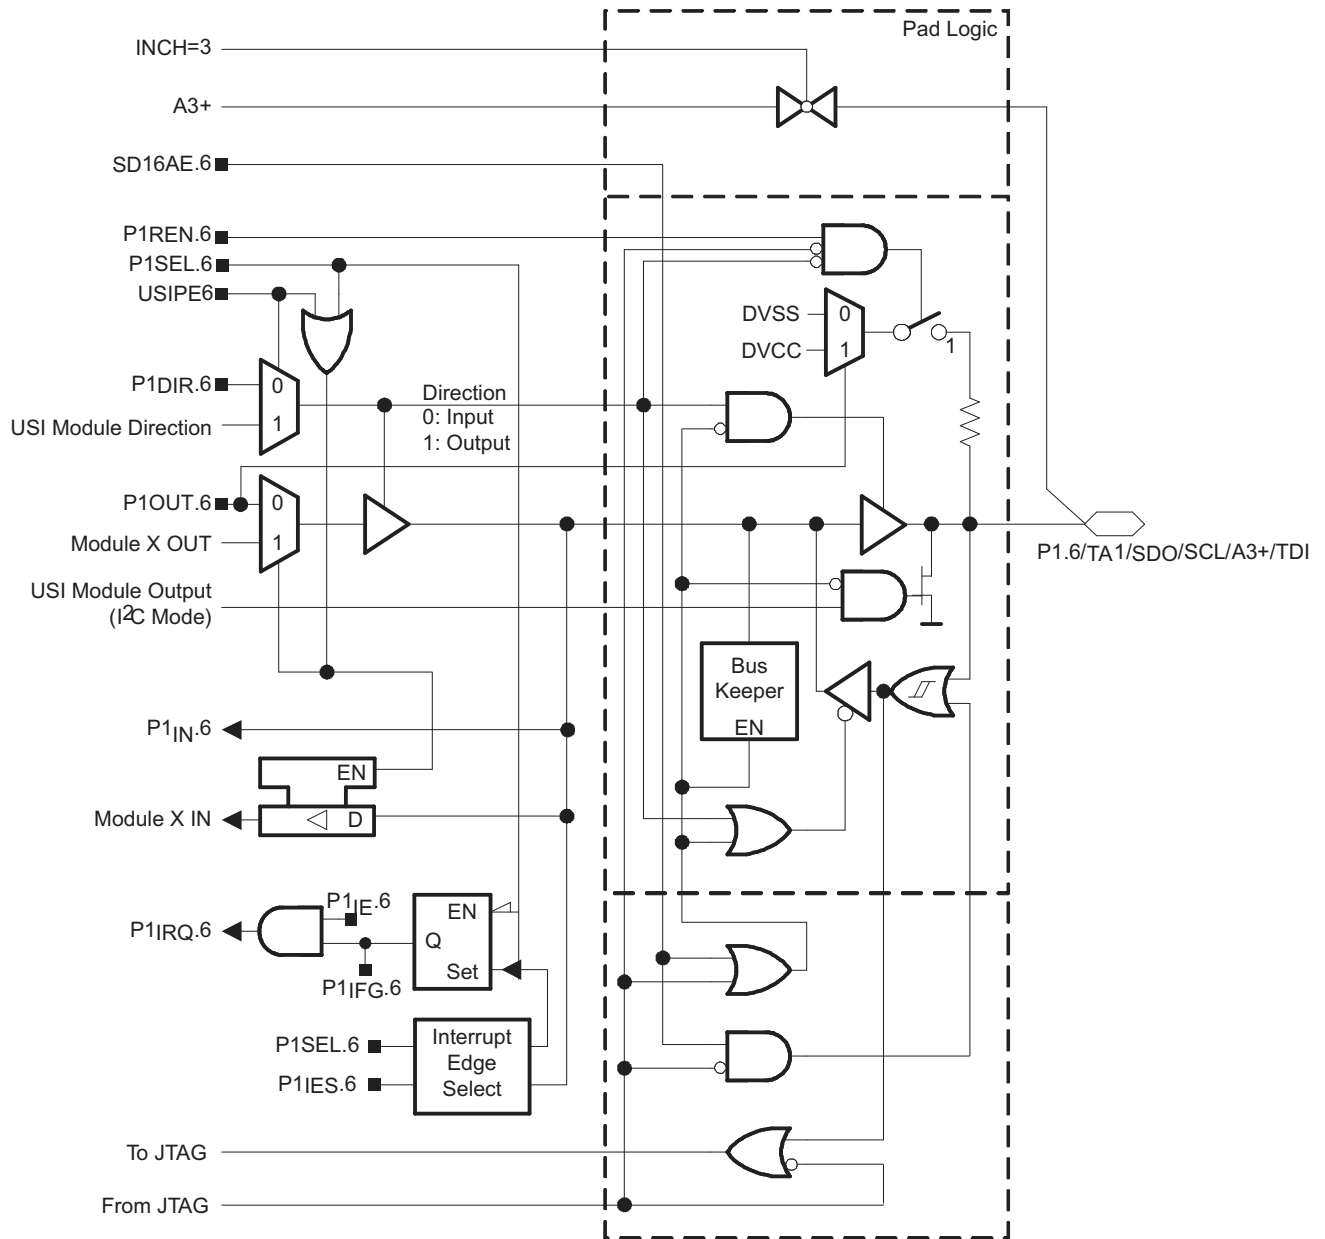 Pad Logic
INCH=3
A3+
SD16AE.6
P1REN.6
P1SEL.6
USIPE6
DVSS
0
DVCC
1
1
P1DIR.6
0
USI Module Direction
1
Direction
0: Input
1: Output
P1OUT.6
0
Module X OUT
1
P1.6/TA1/SDO/SCL/A3+/TDI
USI Module Output
(I2C Mode)
Bus
Keeper
EN
P1IN.6
EN
Module X IN
D
P1IE.6
EN
P1IRQ.6
Q
Set
P1IFG.6
P1SEL.6
Interrupt
Edge
Select
P1IES.6
To JTAG
From JTAG